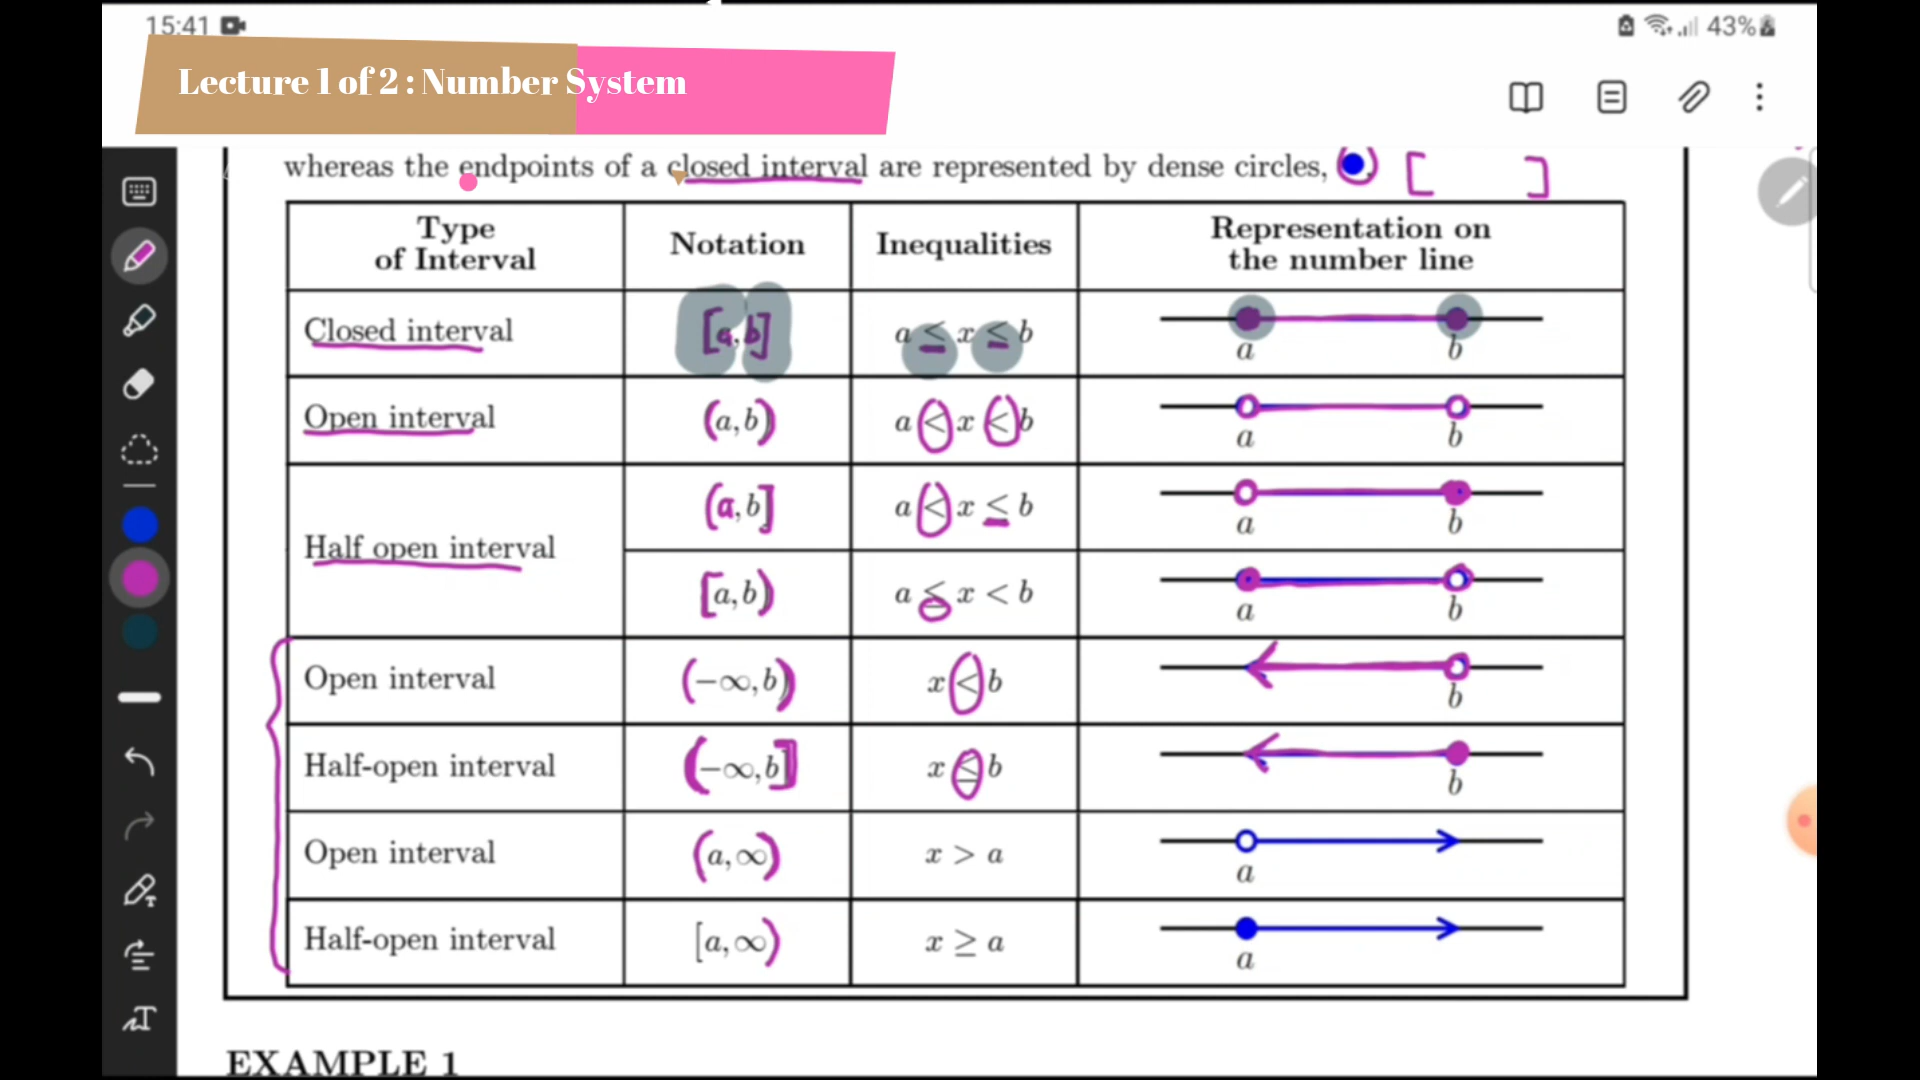 15:41
43%
Lecture 1 of 2 : Number System
whereas the endpoints of a closed interval are represented by dense circles, ●. [ ]
Type of Interval Notation Inequalities Representation on the number line
Closed interval [a, b] a ≤ x ≤ b a b
Open interval (a, b) a < x < b a b
Half open interval (a, b] a < x ≤ b a b
[a, b) a ≤ x < b a b
Open interval (−∞, b) x < b b
Half-open interval (−∞, b] x ≤ b b
Open interval (a, ∞) x > a a
Half-open interval [a, ∞) x ≥ a a
EXAMPLE 1